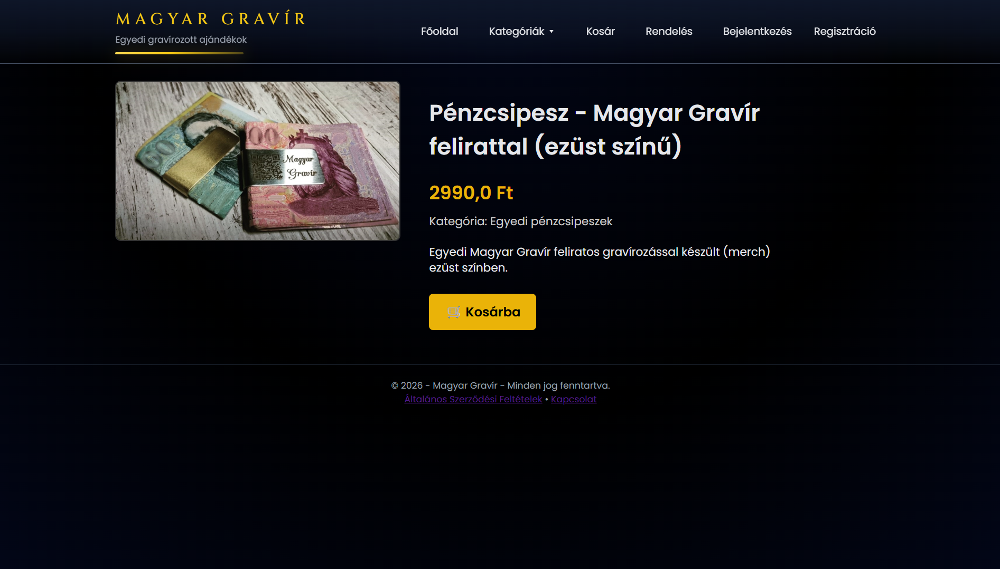 MAGYAR GRAVÍR
Egyedi gravírozott ajándékok
Főoldal
Kategóriák ▾
Kosár
Rendelés
Bejelentkezés
Regisztráció
Magyar
Gravír
Pénzcsipesz - Magyar Gravír
felirattal (ezüst színű)
2990,0 Ft
Kategória: Egyedi pénzcsipeszek
Egyedi Magyar Gravír feliratos gravírozással készült (merch)
ezüst színben.
🛒 Kosárba
© 2026 - Magyar Gravír - Minden jog fenntartva.
Általános Szerződési Feltételek • Kapcsolat